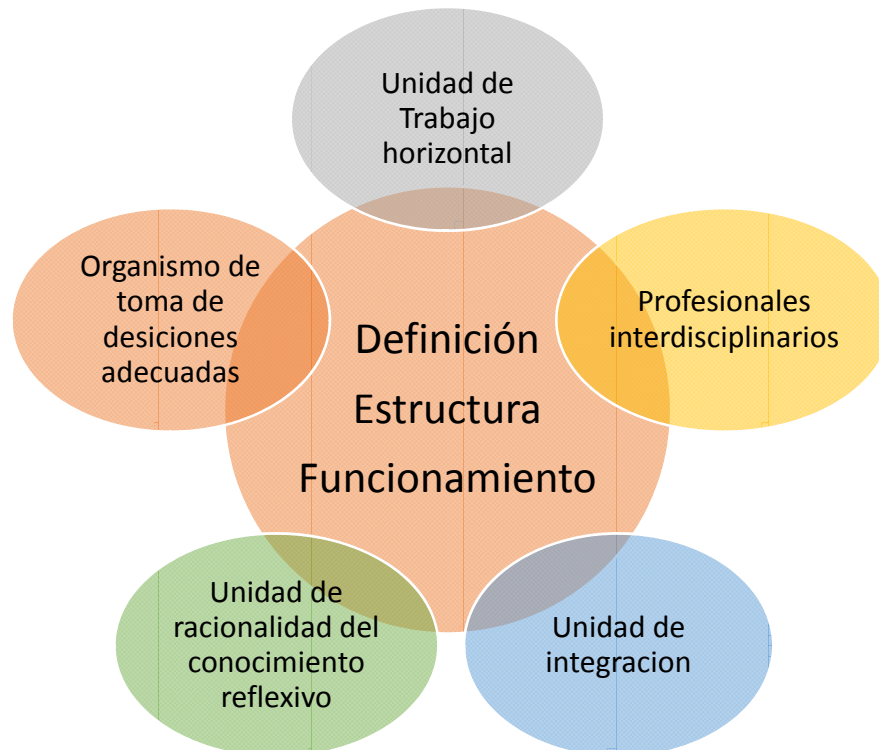 Unidad de
Trabajo
horizontal
Organismo de
toma de
desiciones
adecuadas
Profesionales
interdisciplinarios
Definición
Estructura
Funcionamiento
Unidad de
racionalidad del
conocimiento
reflexivo
Unidad de
integracion